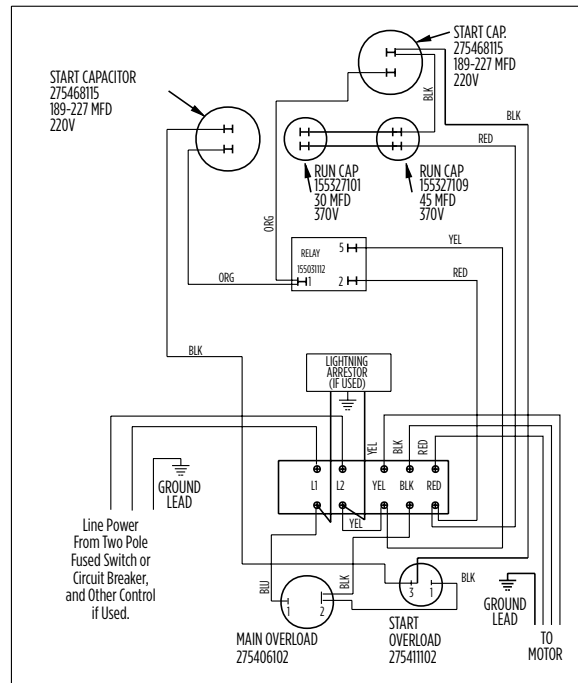 START CAP.
275468115
189-227 MFD
220V
START CAPACITOR
275468115
189-227 MFD
220V
BLK
BLK
RED
RUN CAP
155327101
30 MFD
370V
RUN CAP
155327109
45 MFD
370V
ORG
YEL
RELAY
5
155031112
1
2
RED
ORG
BLK
LIGHTNING
ARRESTOR
(IF USED)
YEL
BLK
RED
GROUND
LEAD
L1
L2
YEL
BLK
RED
YEL
Line Power
From Two Pole
Fused Switch or
Circuit Breaker,
and Other Control
if Used.
BLU
BLK
BLK
1
2
3
1
GROUND
LEAD
TO
MOTOR
MAIN OVERLOAD
275406102
START
OVERLOAD
275411102